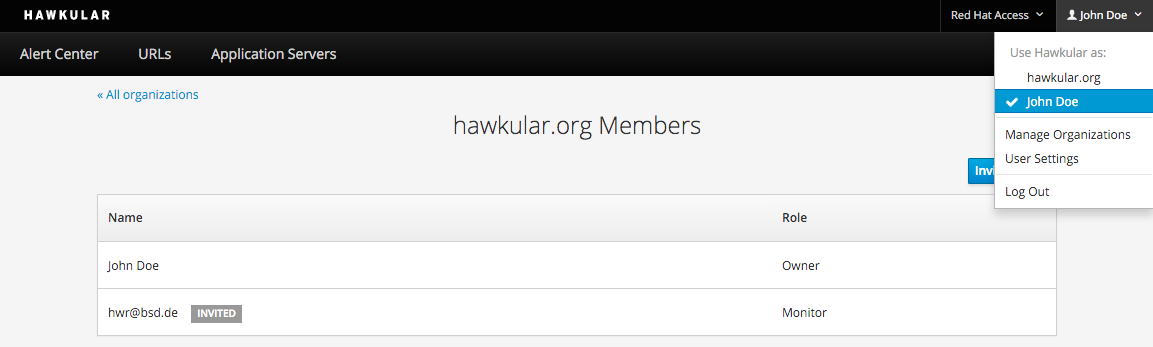 HAWKULAR
Red Hat Access
John Doe
Alert Center
URLs
Application Servers
Use Hawkular as:
hawkular.org
John Doe
Manage Organizations
User Settings
Log Out
« All organizations
hawkular.org Members
Name
Role
John Doe
Owner
hwr@bsd.de INVITED
Monitor